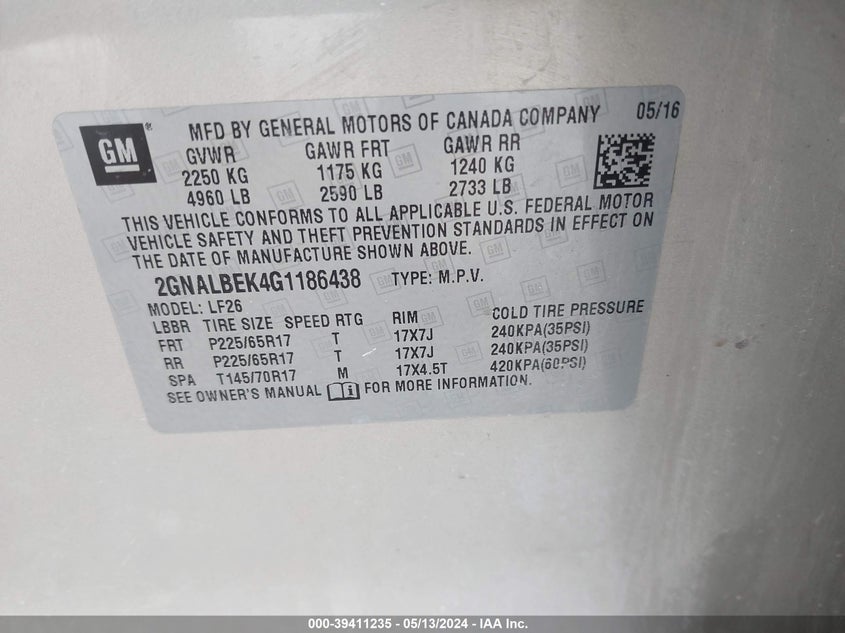 GM®
MFD BY GENERAL MOTORS OF CANADA COMPANY 05/16
GVWR GAWR FRT GAWR RR
2250 KG 1175 KG 1240 KG
4960 LB 2590 LB 2733 LB
THIS VEHICLE CONFORMS TO ALL APPLICABLE U.S. FEDERAL MOTOR
VEHICLE SAFETY AND THEFT PREVENTION STANDARDS IN EFFECT ON
THE DATE OF MANUFACTURE SHOWN ABOVE.
2GNALBEK4G1186438 TYPE: M.P.V.
MODEL: LF26
LBBR TIRE SIZE SPEED RTG RIM COLD TIRE PRESSURE
FRT P225/65R17 T 17X7J 240KPA(35PSI)
RR P225/65R17 T 17X7J 240KPA(35PSI)
SPA T145/70R17 M 17X4.5T 420KPA(60PSI)
SEE OWNER'S MANUAL FOR MORE INFORMATION.
000-39411235 - 05/13/2024 - IAA Inc.